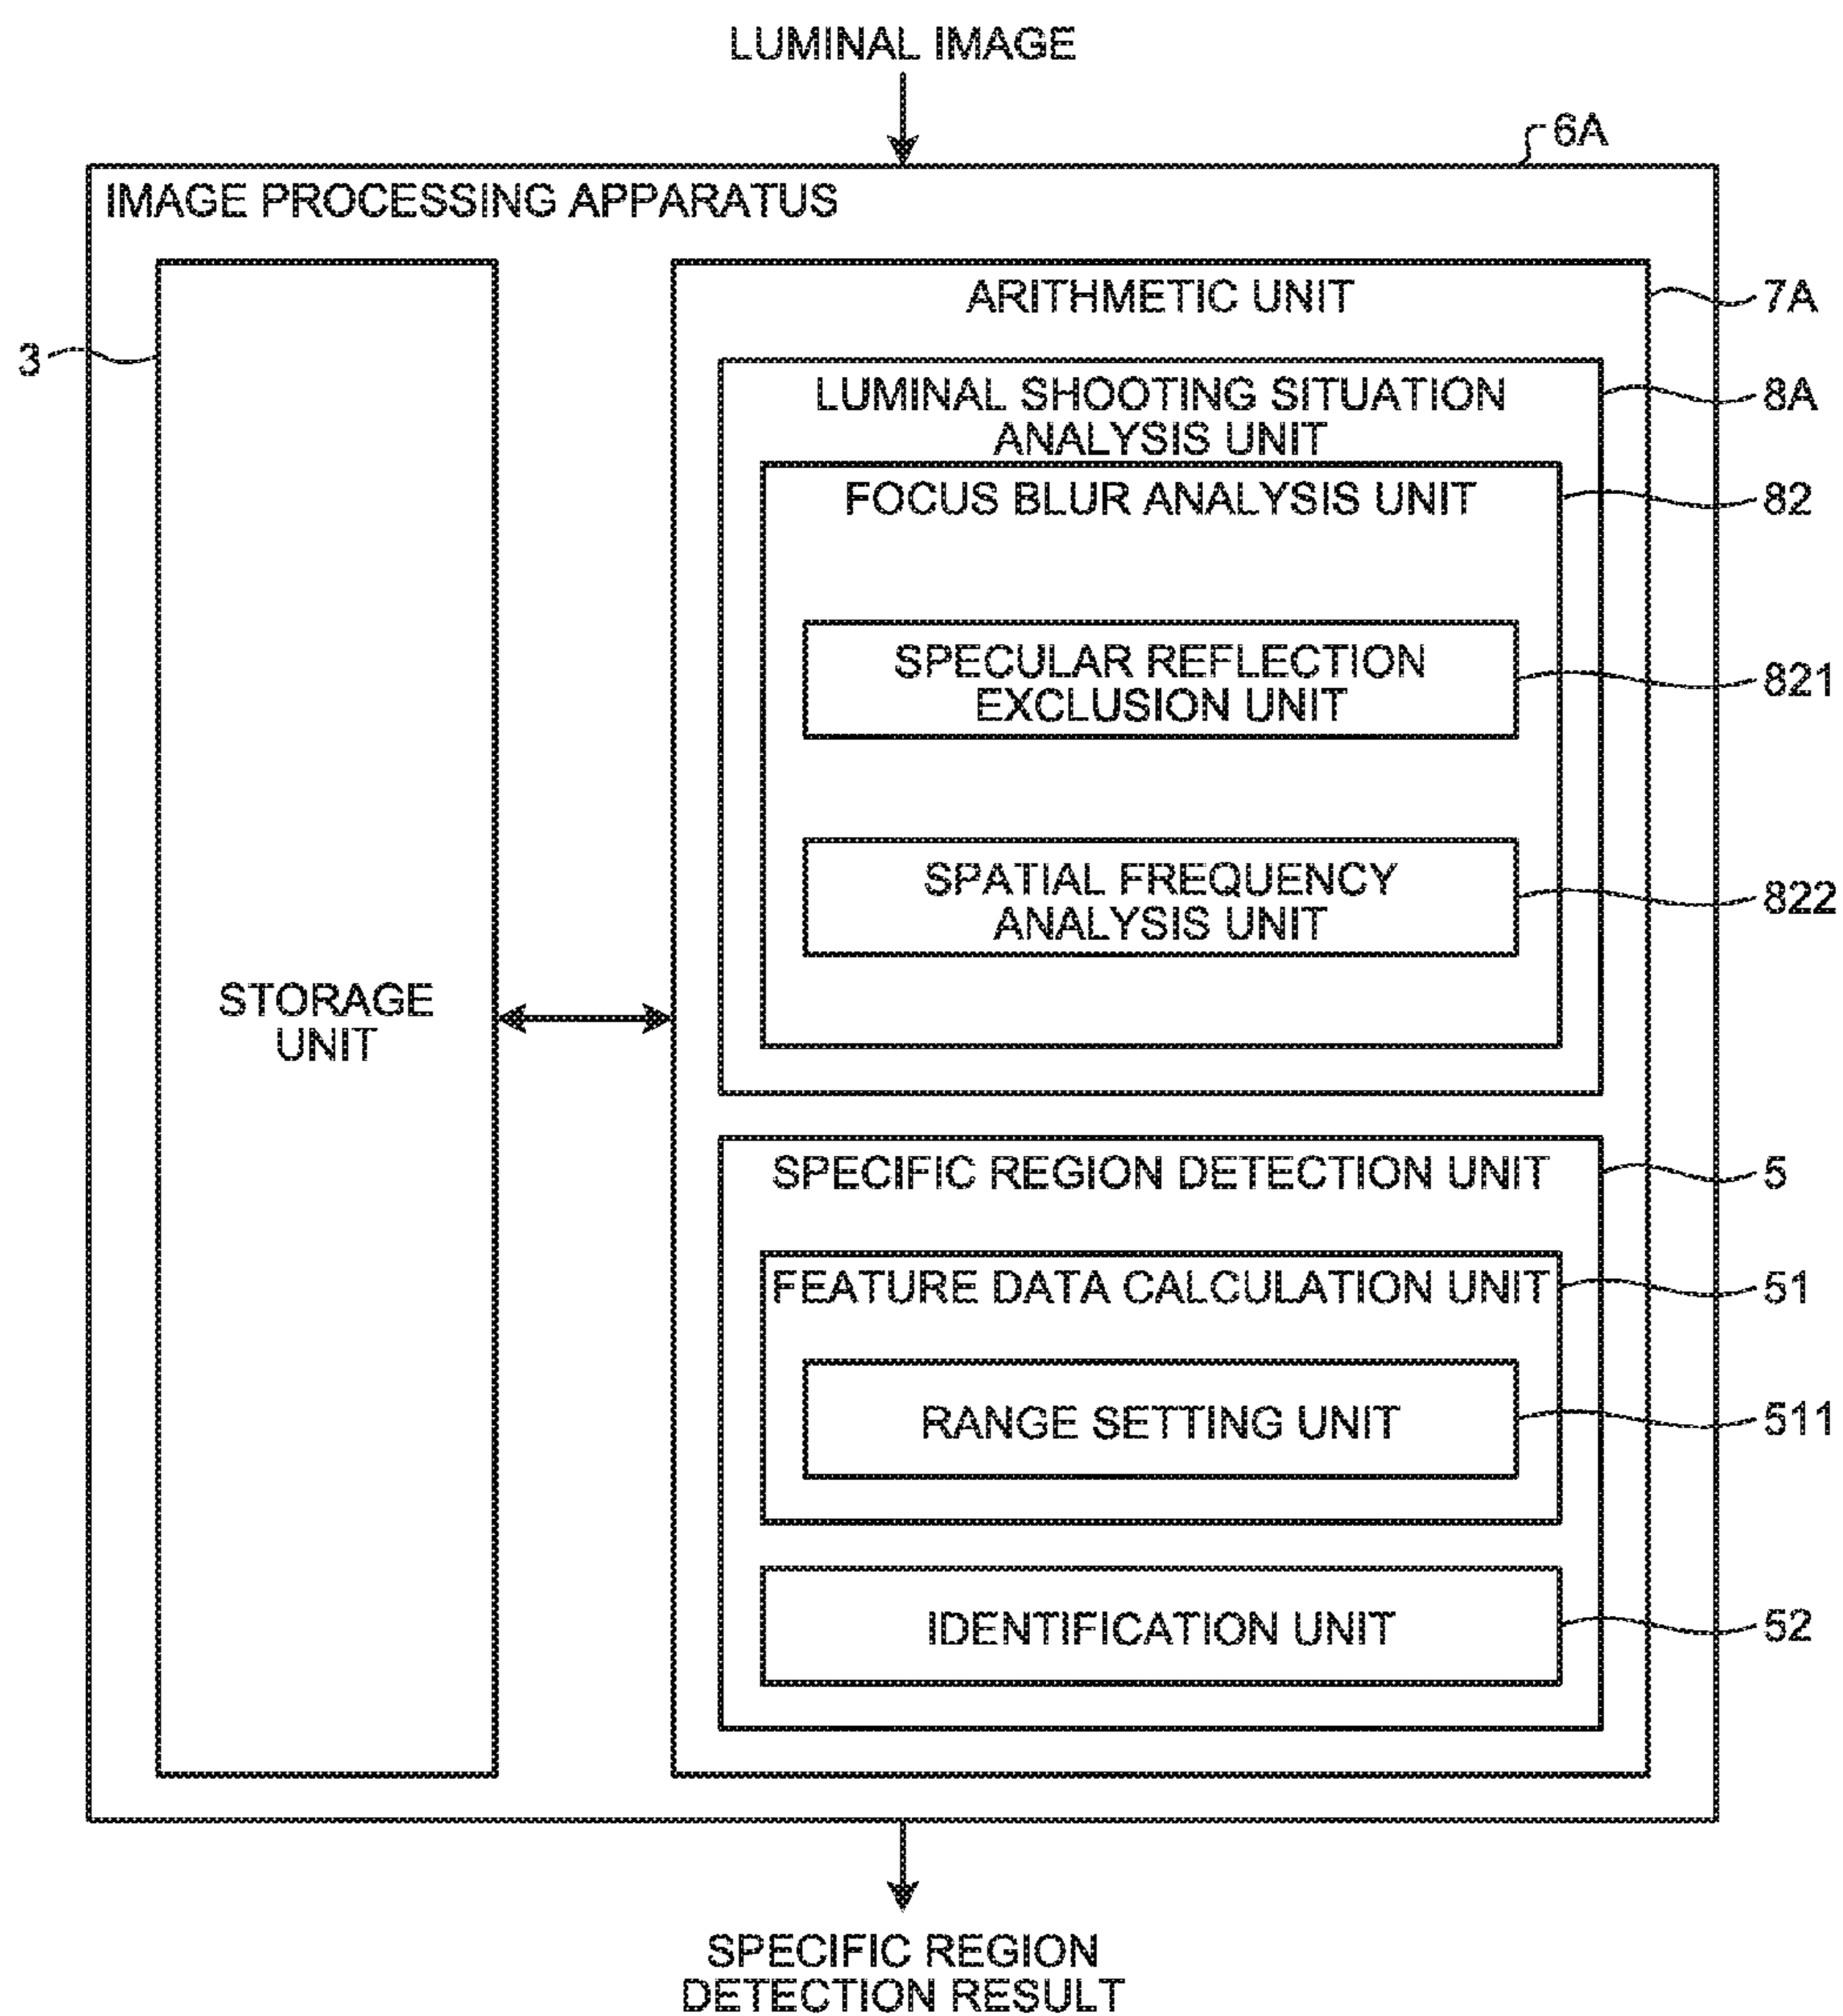 LUMINAL IMAGE
6A
IMAGE PROCESSING APPARATUS
ARITHMETIC UNIT
7A
3
LUMINAL SHOOTING SITUATION
ANALYSIS UNIT
8A
FOCUS BLUR ANALYSIS UNIT
82
SPECULAR REFLECTION
EXCLUSION UNIT
821
SPATIAL FREQUENCY
ANALYSIS UNIT
822
STORAGE
UNIT
SPECIFIC REGION DETECTION UNIT
5
FEATURE DATA CALCULATION UNIT
51
RANGE SETTING UNIT
511
IDENTIFICATION UNIT
52
SPECIFIC REGION
DETECTION RESULT